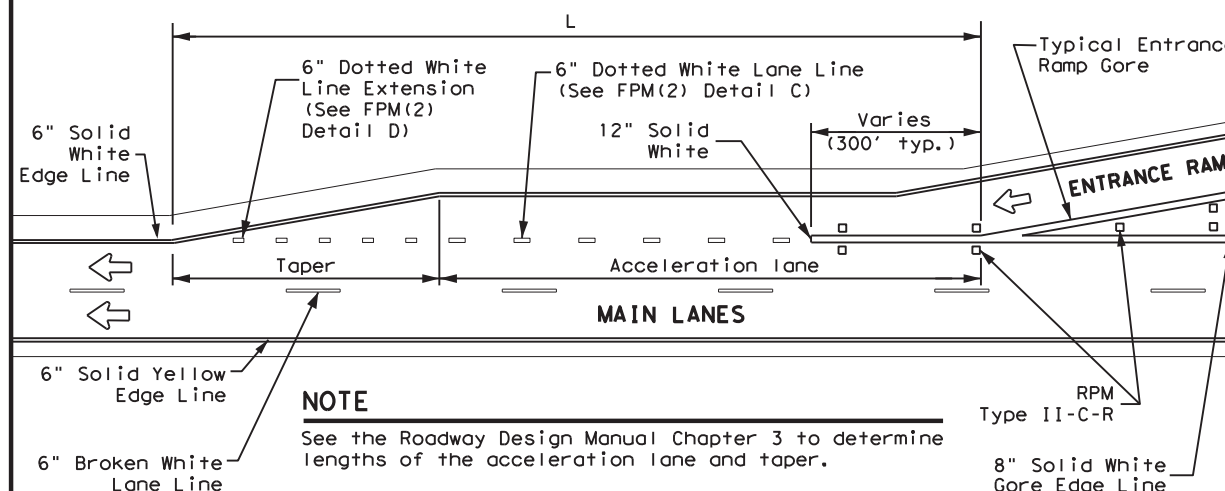 L
Typical Entrance
Ramp Gore
6" Dotted White
Line Extension
(See FPM(2)
Detail D)
6" Dotted White Lane Line
(See FPM(2) Detail C)
Varies
(300' typ.)
12" Solid
White
6" Solid
White
Edge Line
ENTRANCE RAM
Taper
Acceleration lane
MAIN LANES
6" Solid Yellow
Edge Line
6" Broken White
Lane Line
NOTE
See the Roadway Design Manual Chapter 3 to determine
lengths of the acceleration lane and taper.
RPM
Type II-C-R
8" Solid White
Gore Edge Line